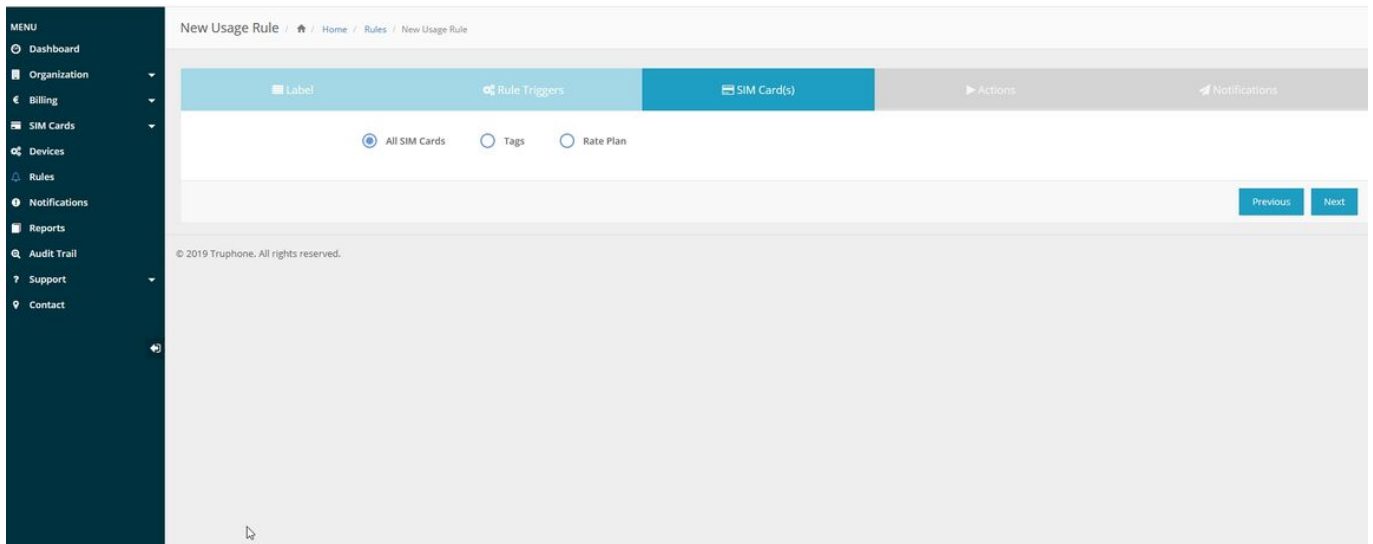 MENU
Dashboard
Organization
€ Billing
SIM Cards
Devices
Rules
Notifications
Reports
Audit Trail
? Support
Contact
New Usage Rule / / Home / Rules / New Usage Rule
Label
Rule Triggers
SIM Card(s)
Actions
Notifications
All SIM Cards
Tags
Rate Plan
Previous
Next
© 2019 Truphone. All rights reserved.